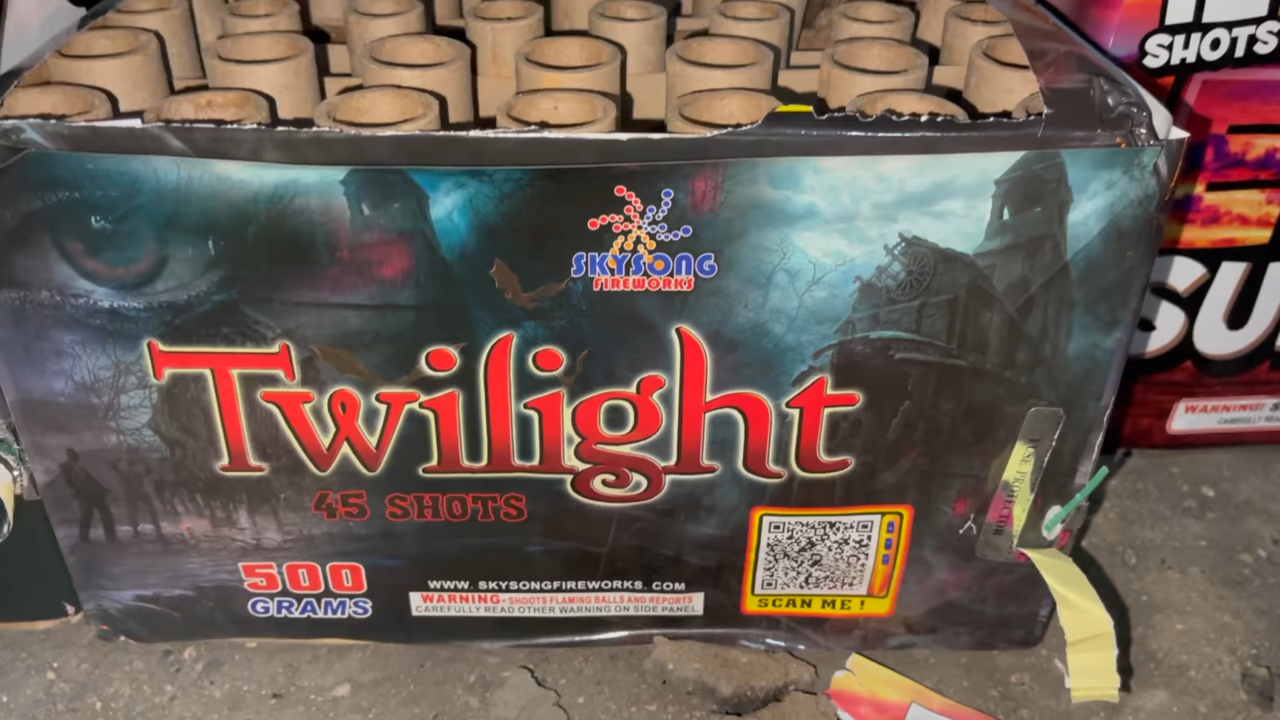 SHOTS
SKYSONG
FIREWORKS
SU
Twilight
45 SHOTS
WARNING!
FUSE PROTECTOR
500
GRAMS
WWW.SKYSONGFIREWORKS.COM
WARNING- SHOOTS FLAMING BALLS AND REPORTS
CAREFULLY READ OTHER WARNING ON SIDE PANEL.
SCAN ME!